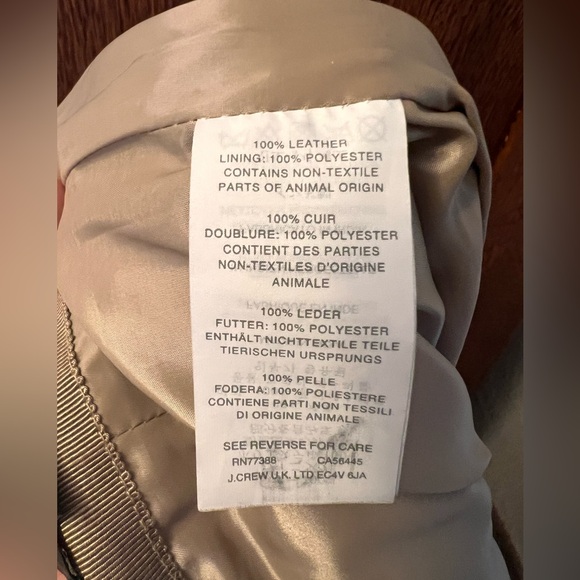 100% LEATHER
LINING: 100% POLYESTER
CONTAINS NON-TEXTILE
PARTS OF ANIMAL ORIGIN
100% CUIR
DOUBLURE: 100% POLYESTER
CONTIENT DES PARTIES
NON-TEXTILES D'ORIGINE
ANIMALE
100% LEDER
FUTTER: 100% POLYESTER
ENTHÄLT NICHTTEXTILE TEILE
TIERISCHEN URSPRUNGS
100% PELLE
FODERA: 100% POLIESTERE
CONTIENE PARTI NON TESSILI
DI ORIGINE ANIMALE
SEE REVERSE FOR CARE
RN77388 CA56445
J.CREW U.K. LTD EC4V 6JA